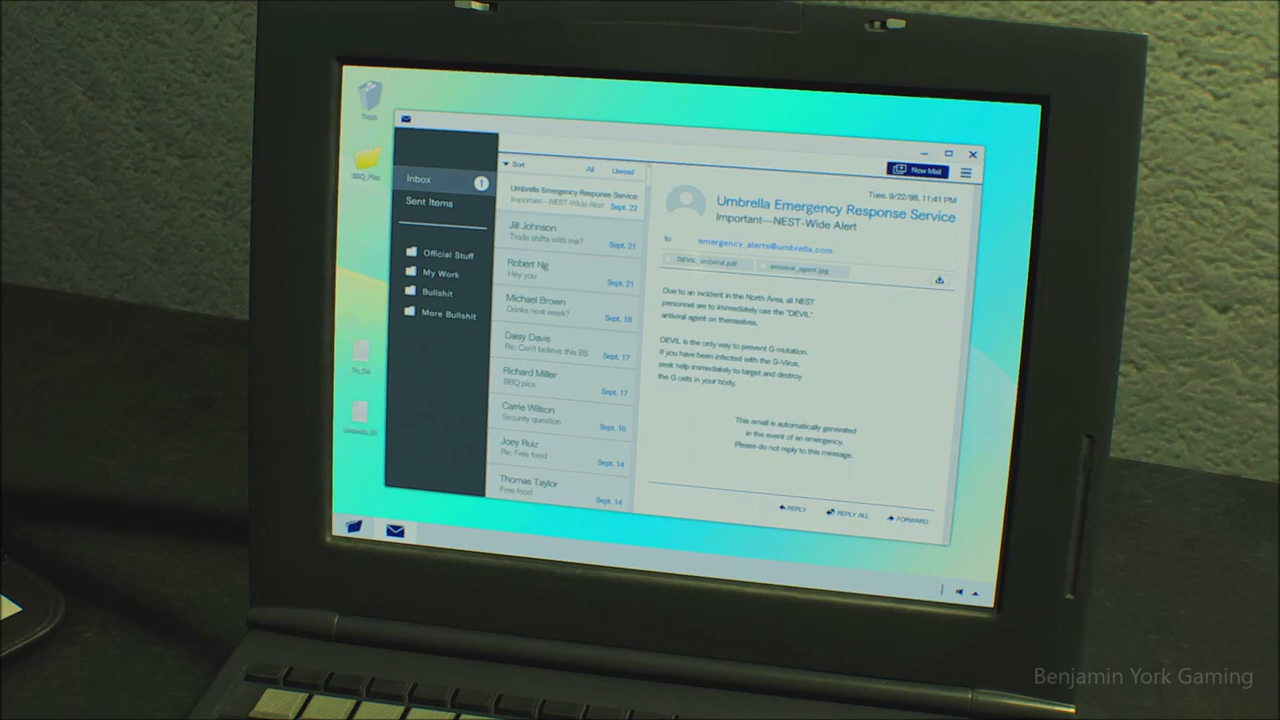 Trash
BBQ_Pics
Inbox
1
Sent Items
Official Stuff
My Work
Bullshit
More Bullshit
Sort
All
Unread
Umbrella Emergency Response Service
Important—NEST-Wide Alert
Sept. 22
Jill Johnson
Trade shifts with me?
Sept. 21
Robert Ng
Hey you
Sept. 21
Michael Brown
Drinks next week?
Sept. 18
Daisy Davis
Re: Can't believe this BS
Sept. 17
Richard Miller
BBQ pics
Sept. 17
Carrie Wilson
Security question
Sept. 16
Joey Ruiz
Re: Free food
Sept. 14
Thomas Taylor
Free food
Sept. 14
New Mail
Tues. 9/22/98, 11:41 PM
Umbrella Emergency Response Service
Important—NEST-Wide Alert
to emergency_alerts@umbrella.com
DEVIL_antiviral.pdf
antiviral_agent.jpg
Due to an incident in the North Area, all NEST
personnel are to immediately use the "DEVIL"
antiviral agent on themselves.
DEVIL is the only way to prevent G mutation.
If you have been infected with the G-Virus,
seek help immediately to target and destroy
the G cells in your body.
This email is automatically generated
in the event of an emergency.
Please do not reply to this message.
REPLY
REPLY ALL
FORWARD
Benjamin York Gaming